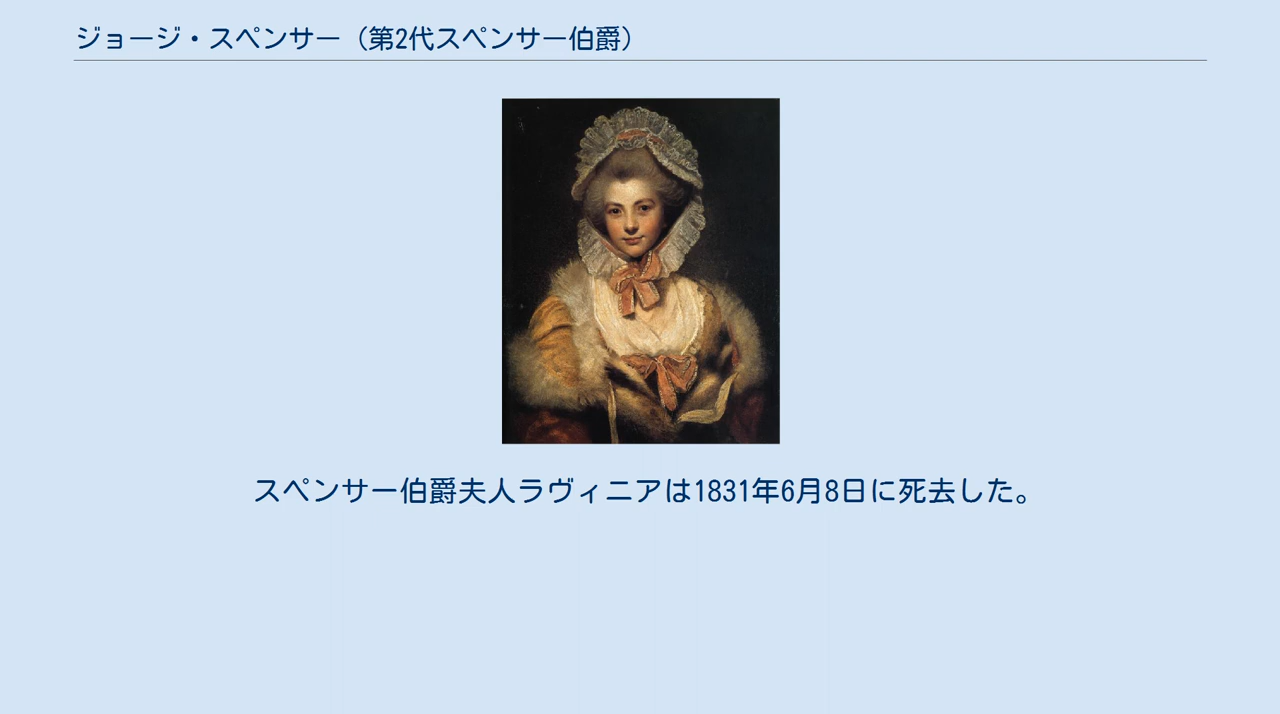 ジョージ・スペンサー（第2代スペンサー伯爵）
スペンサー伯爵夫人ラヴィニアは1831年6月8日に死去した。